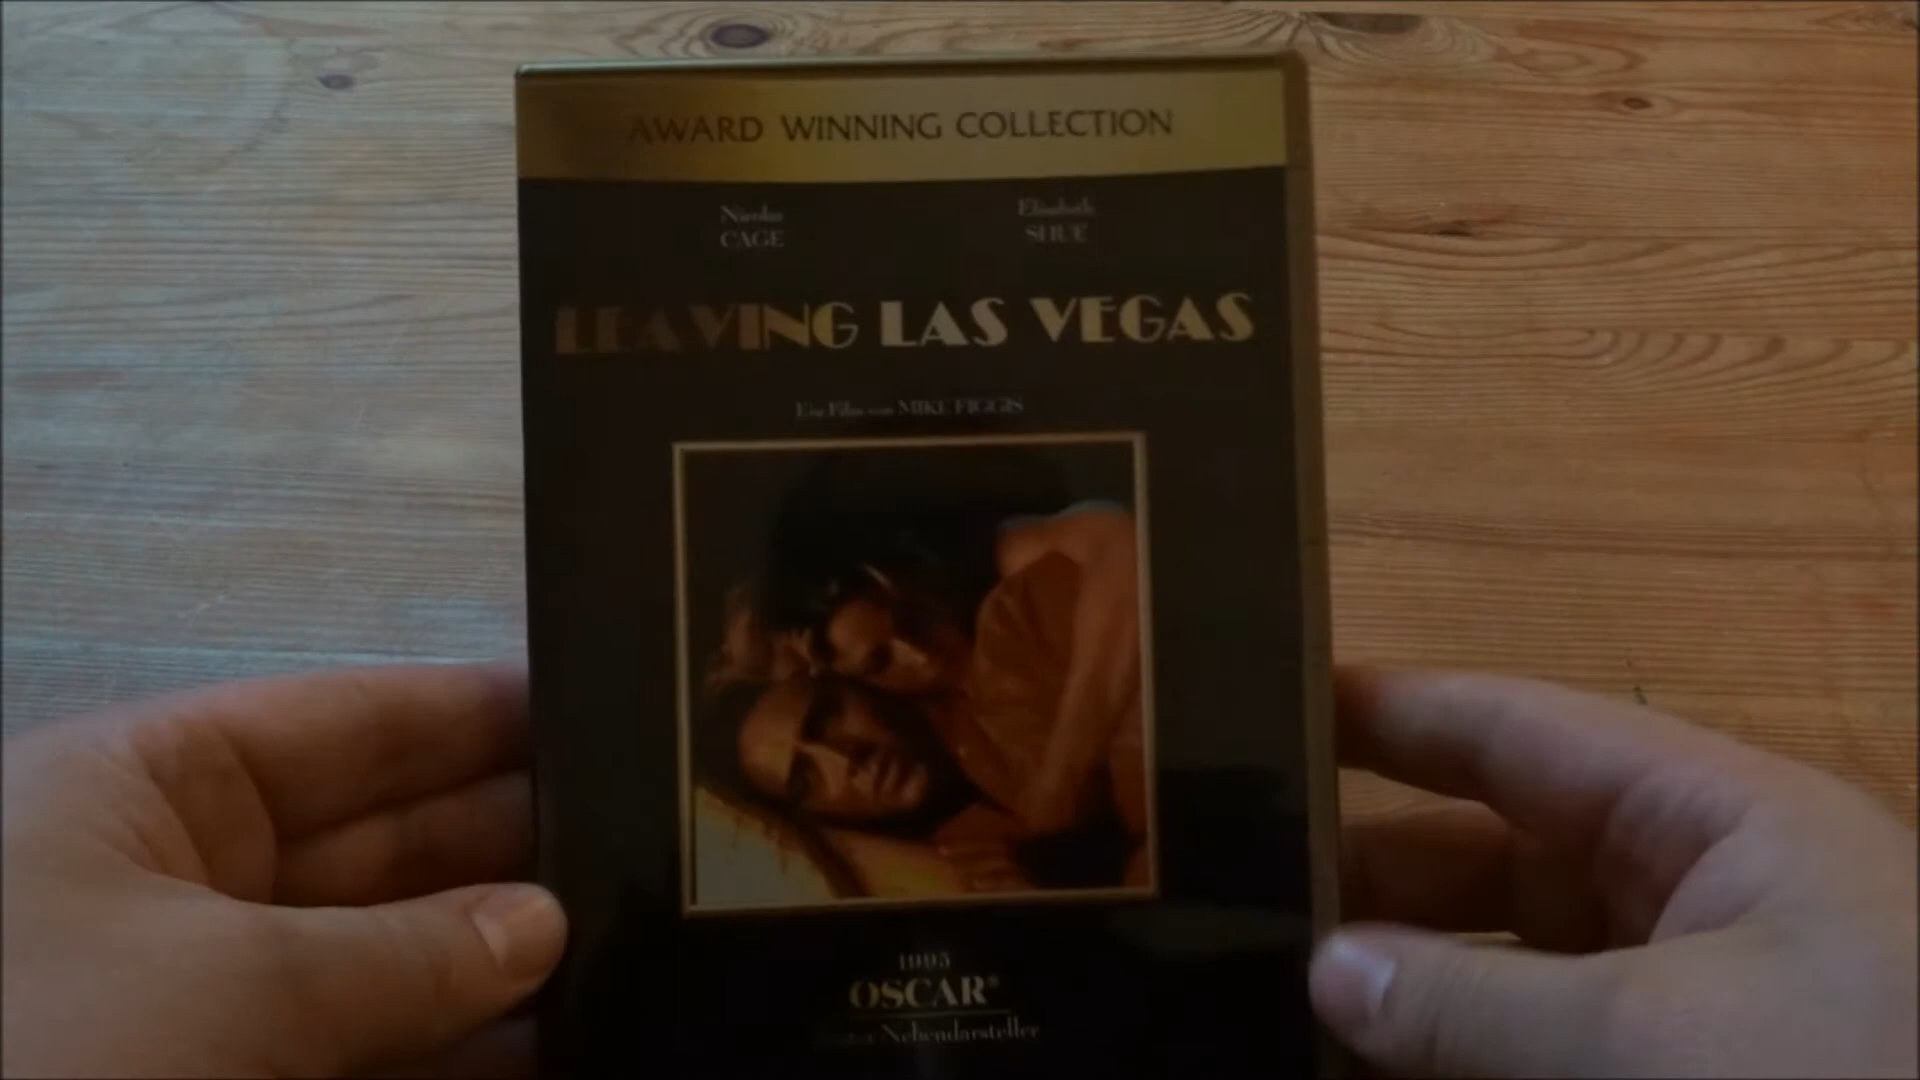 AWARD WINNING COLLECTION
Nicolas Elisabeth
CAGE SHUE
LEAVING LAS VEGAS
Ein Film von MIKE FIGGIS
1995
OSCAR®
Nebendarsteller